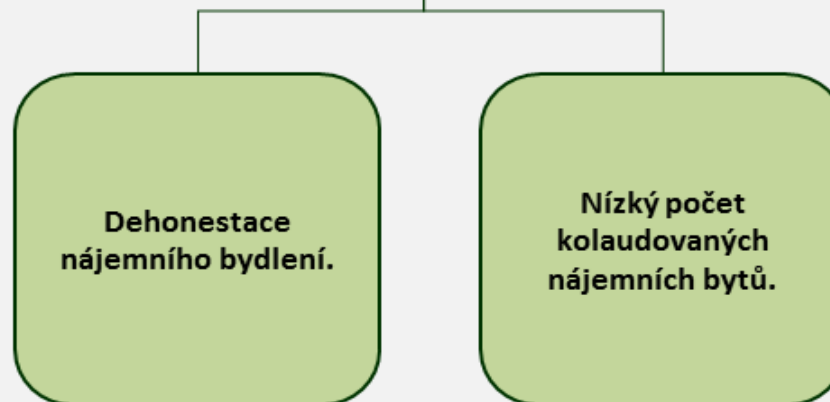 Dehonestace
nájemního bydlení.
Nízký počet
kolaudovaných
nájemních bytů.